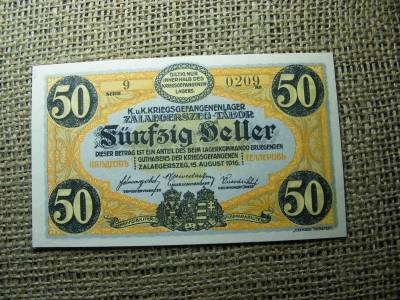 50
9
SERIE
GILTIG NUR
INNERHALB DES
KRIEGSGEFANGENEN
LAGERS.
0209
50
K.u.K. KRIEGSGEFANGENENLAGER
ZALAEGERSZEG-TÁBOR
Fünfzig Heller
DIESER BETRAG IST EIN ANTEIL DES BEIM LAGERKOMMANDO ERLIEGENDEN
GUTHABENS DER KRIEGSGEFANGENEN
ZALAEGERSZEG, 15. AUGUST 1916.
50
50